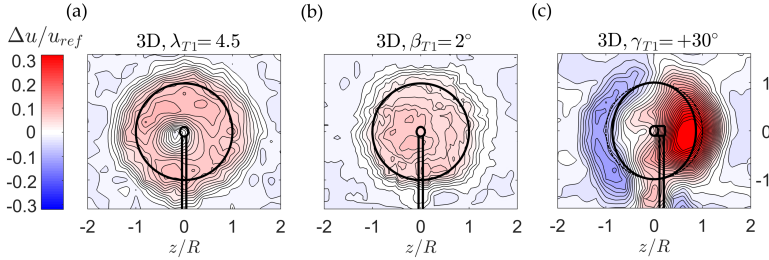 (a) (b) (c)
Δu/u_ref
3D, λ_T1 = 4.5
3D, β_T1 = 2°
3D, γ_T1 = +30°
0.3
0.2
0.1
0
-0.1
-0.2
-0.3
1
0
-1
-2 -1 0 1 2
-2 -1 0 1 2
-2 -1 0 1 2
z/R
z/R
z/R